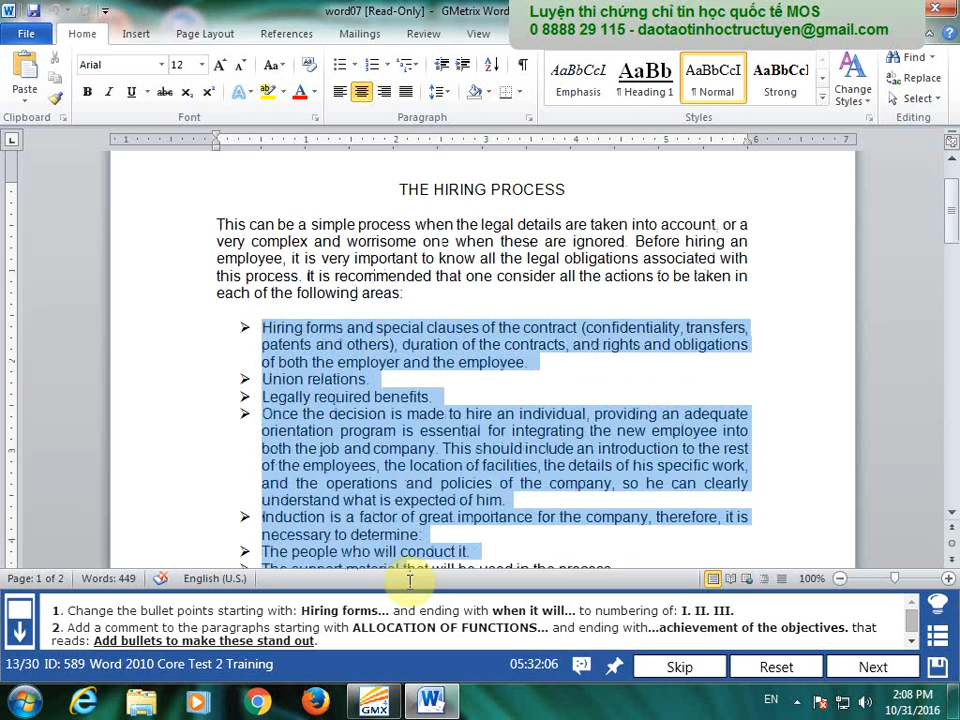 word07 [Read-Only] - GMetrix Word
Luyện thi chứng chỉ tin học quốc tế MOS
0 8888 29 115 - daotaotinhoctructuyen@gmail.com
File Home Insert Page Layout References Mailings Review View
Paste
Clipboard
Arial 12 Aa
B I U abc x₂ x² A A
Font
Paragraph
AaBbCcI AaBb AaBbCcI AaBbCcI
Emphasis ¶ Heading 1 ¶ Normal Strong
Change
Styles
Styles
Find
Replace
Select
Editing
1 1 2 3 4 5 6 7
THE HIRING PROCESS
This can be a simple process when the legal details are taken into account, or a
very complex and worrisome one when these are ignored. Before hiring an
employee, it is very important to know all the legal obligations associated with
this process. It is recommended that one consider all the actions to be taken in
each of the following areas:
Hiring forms and special clauses of the contract (confidentiality, transfers,
patents and others), duration of the contracts, and rights and obligations
of both the employer and the employee.
Union relations.
Legally required benefits.
Once the decision is made to hire an individual, providing an adequate
orientation program is essential for integrating the new employee into
both the job and company. This should include an introduction to the rest
of the employees, the location of facilities, the details of his specific work,
and the operations and policies of the company, so he can clearly
understand what is expected of him.
Induction is a factor of great importance for the company, therefore, it is
necessary to determine:
The people who will conduct it.
The support material that will be used in the process.
Page: 1 of 2 Words: 449 English (U.S.) 100%
1. Change the bullet points starting with: Hiring forms... and ending with when it will... to numbering of: I. II. III.
2. Add a comment to the paragraphs starting with ALLOCATION OF FUNCTIONS... and ending with...achievement of the objectives. that
reads: Add bullets to make these stand out.
13/30 ID: 589 Word 2010 Core Test 2 Training 05:32:06 Skip Reset Next
GMX W EN 2:08 PM
10/31/2016